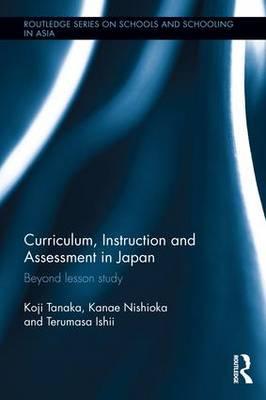 ROUTLEDGE SERIES ON SCHOOLS AND SCHOOLING
IN ASIA
Curriculum, Instruction and
Assessment in Japan
Beyond lesson study
Koji Tanaka, Kanae Nishioka
and Terumasa Ishii
ROUTLEDGE